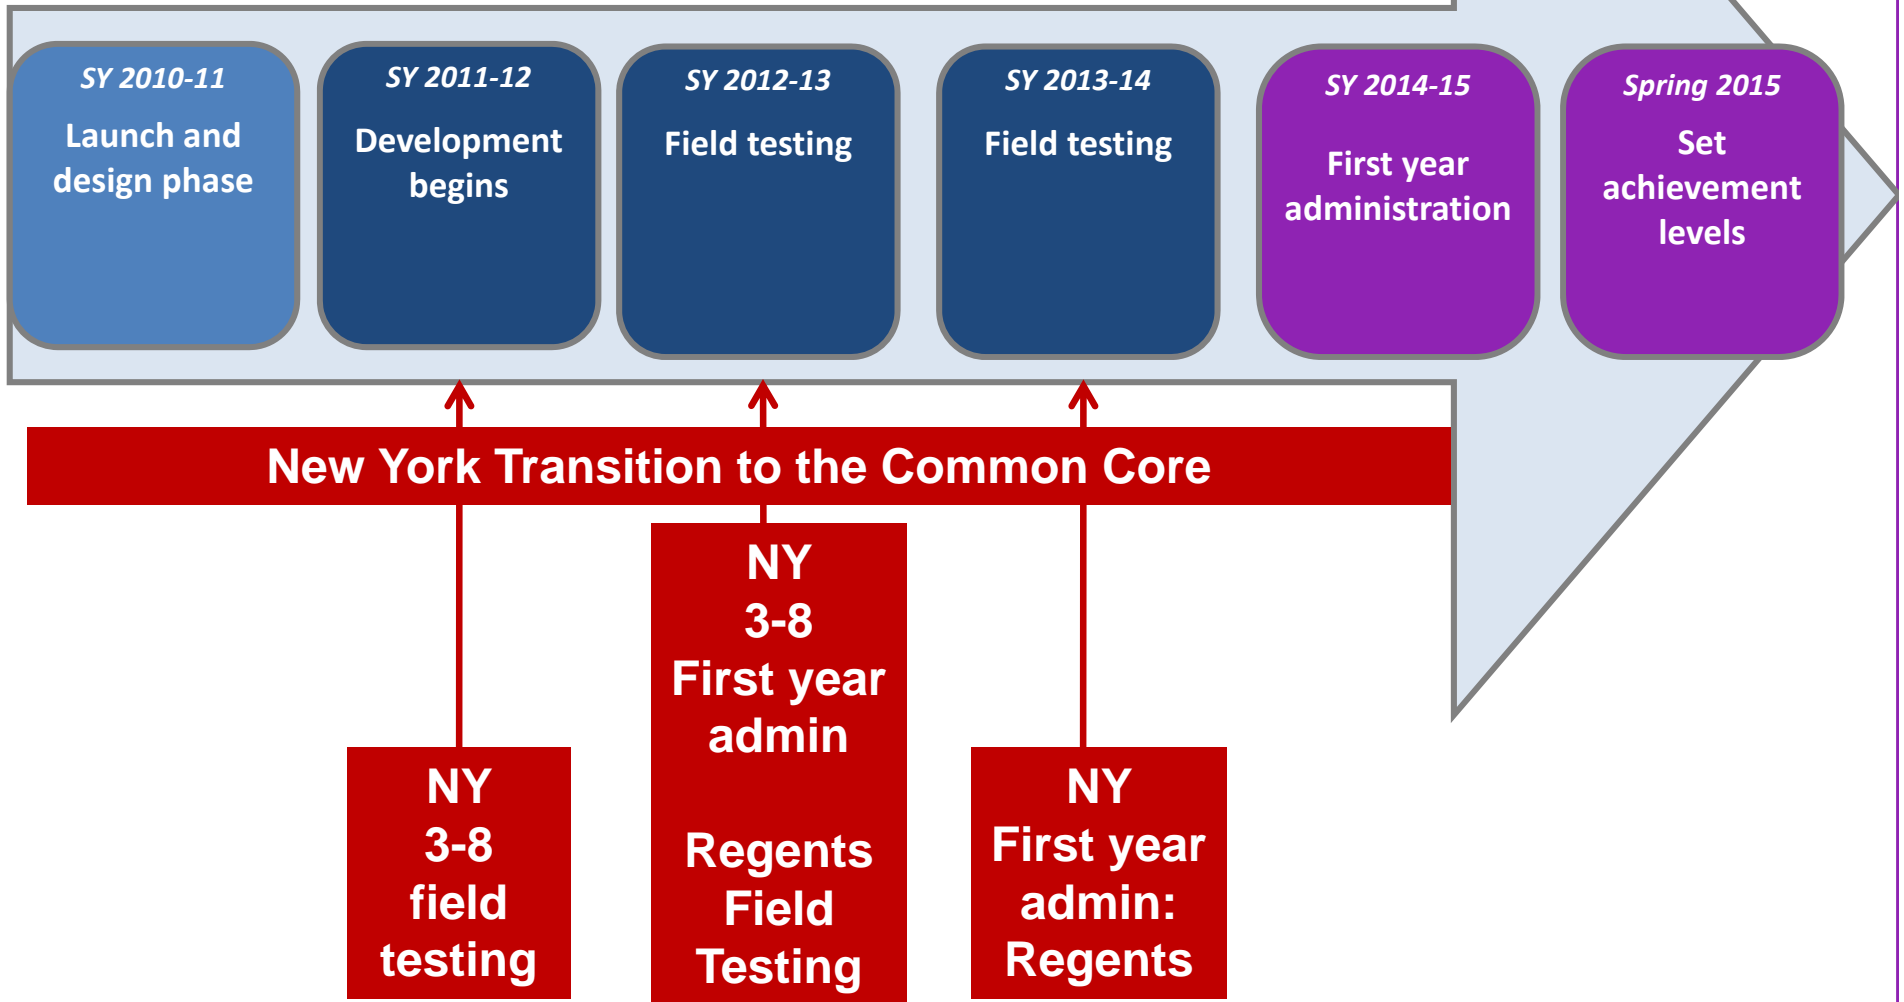 SY 2010-11
Launch and
design phase
SY 2011-12
Development
begins
SY 2012-13
Field testing
SY 2013-14
Field testing
SY 2014-15
First year
administration
Spring 2015
Set
achievement
levels
New York Transition to the Common Core
NY
3-8
field
testing
NY
3-8
First year
admin
Regents
Field
Testing
NY
First year
admin:
Regents